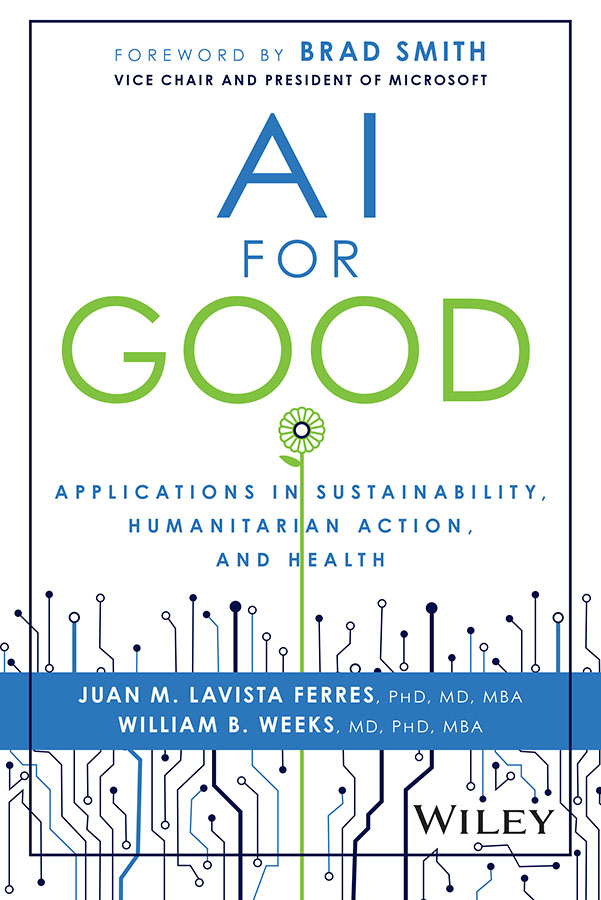 FOREWORD BY BRAD SMITH
VICE CHAIR AND PRESIDENT OF MICROSOFT
AI
FOR
GOOD
APPLICATIONS IN SUSTAINABILITY,
HUMANITARIAN ACTION,
AND HEALTH
JUAN M. LAVISTA FERRES, PHD, MD, MBA
WILLIAM B. WEEKS, MD, PHD, MBA
WILEY